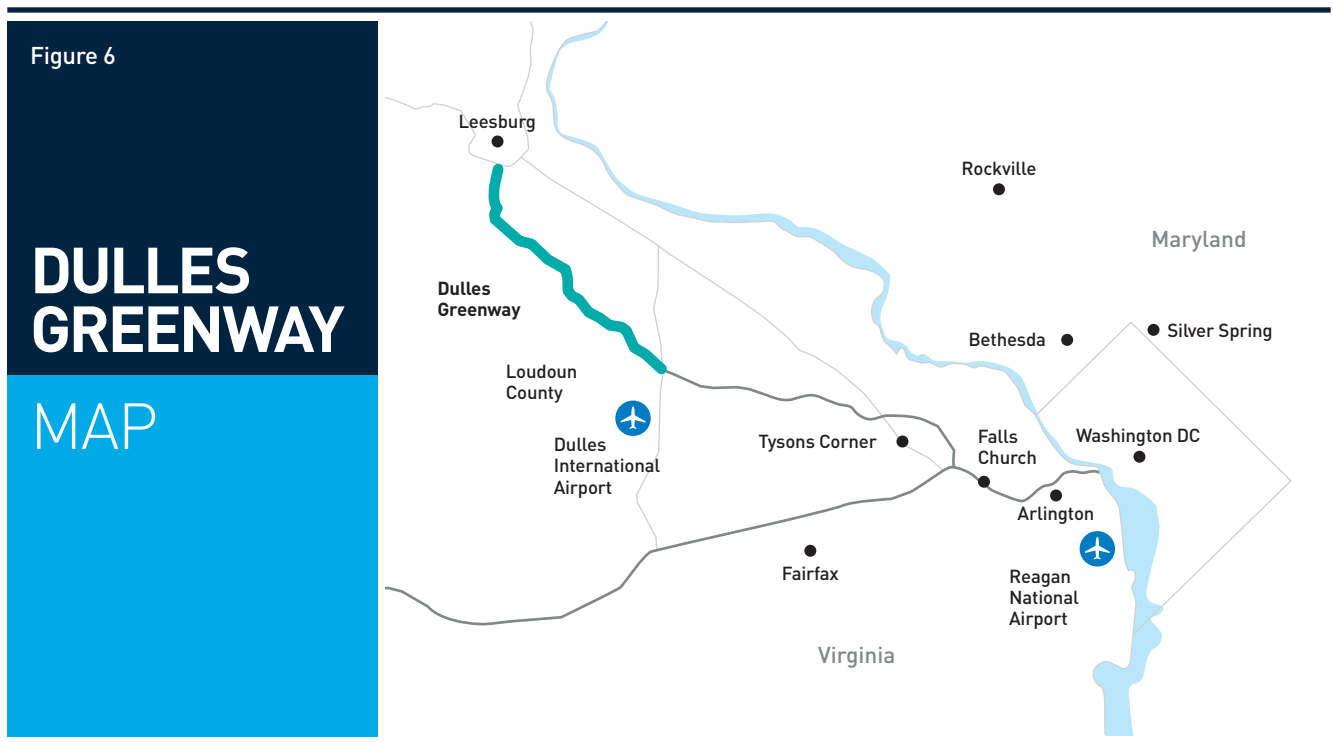 Figure 6
DULLES
GREENWAY
MAP
Leesburg
Rockville
Maryland
Dulles
Greenway
Bethesda
Silver Spring
Loudoun
County
Tysons Corner
Falls
Church
Washington DC
Dulles
International
Airport
Arlington
Fairfax
Reagan
National
Airport
Virginia